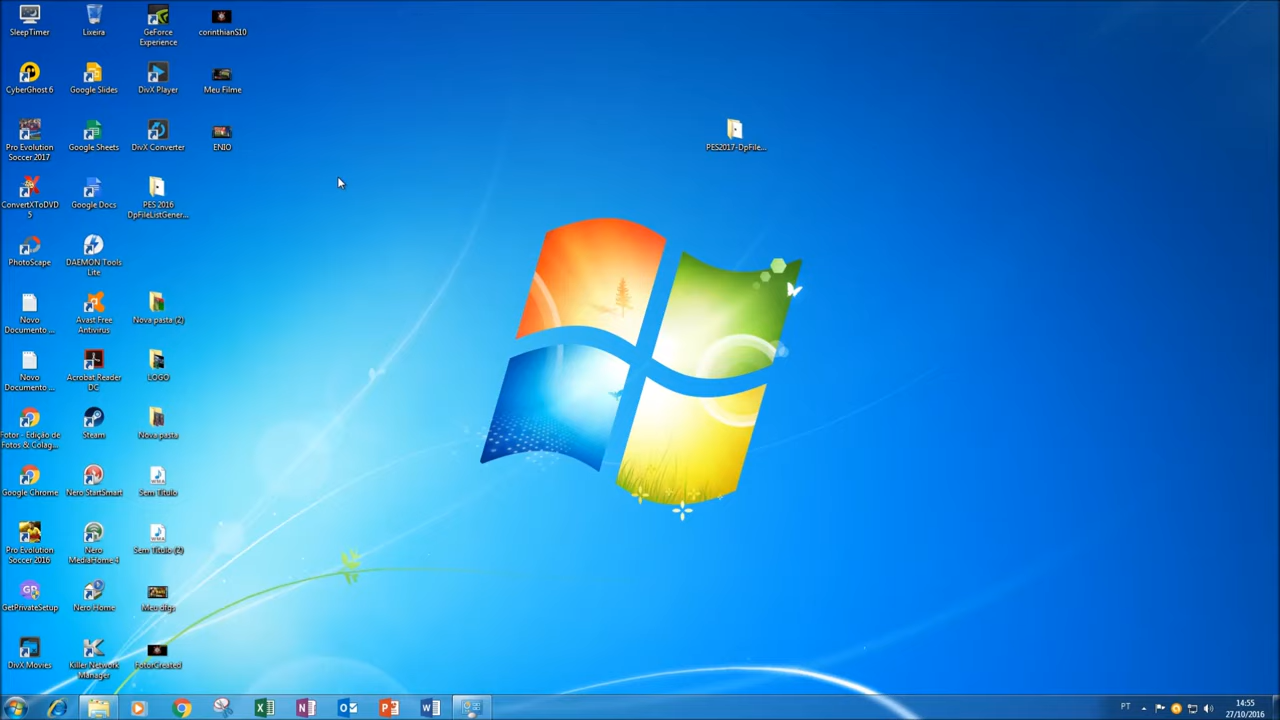 SleepTimer
Lixeira
GeForce
Experience
corinthianS10
CyberGhost 6
Google Slides
DivX Player
Meu Filme
Pro Evolution
Soccer 2017
Google Sheets
DivX Converter
ENIO
PES2017-DpFile...
ConvertXToDVD
5
Google Docs
PES 2016
DpFileListGener...
PhotoScape
DAEMON Tools
Lite
Novo
Documento ...
Avast Free
Antivirus
Nova pasta (2)
Novo
Documento ...
Acrobat Reader
DC
LOGO
Fotor - Edição de
Fotos & Colag...
Steam
Nova pasta
Google Chrome
Nero StartSmart
Sem Título
Pro Evolution
Soccer 2016
Nero
MediaHome 4
Sem Título (2)
GetPrivateSetup
Nero Home
Meu dfgs
DivX Movies
Killer Network
Manager
FotorCreated
PT
14:55
27/10/2016